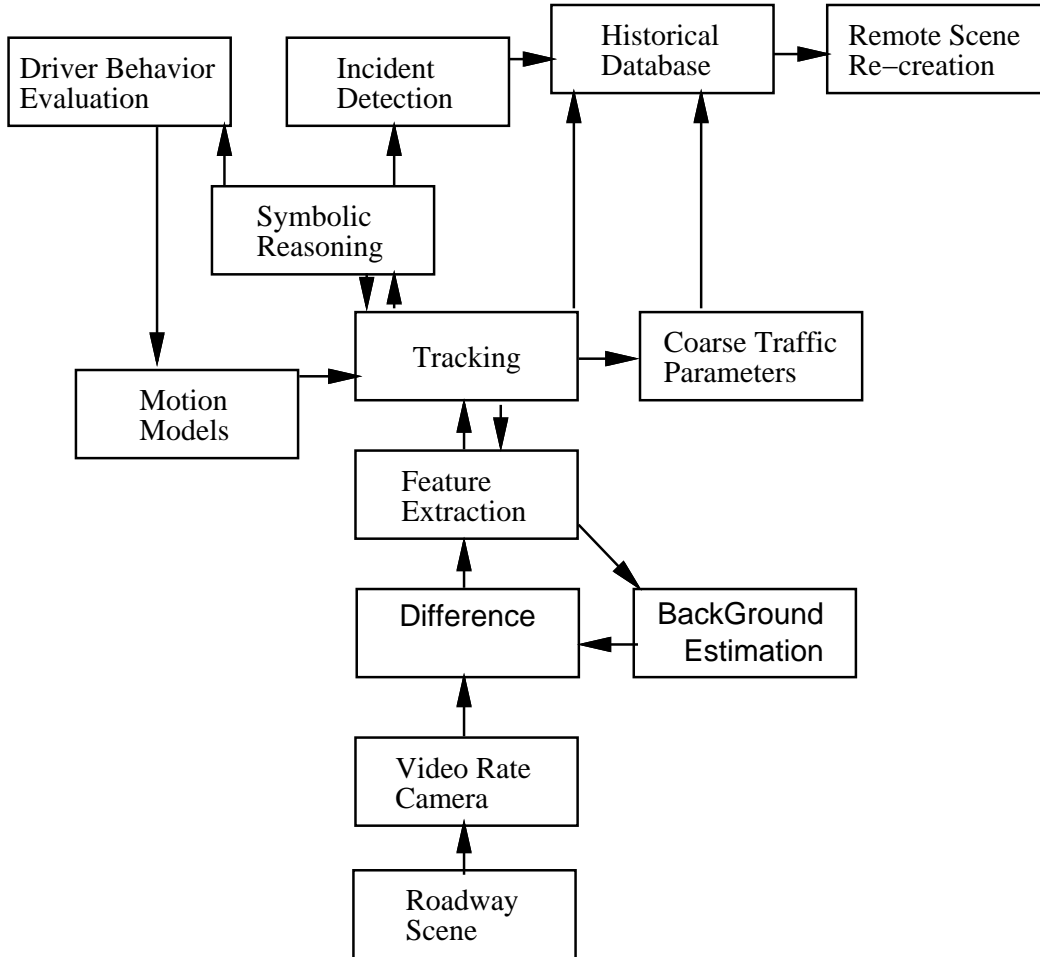 Historical
Database
Remote Scene
Re−creation
Driver Behavior
Evaluation
Incident
Detection
Symbolic
Reasoning
Tracking
Coarse Traffic
Parameters
Motion
Models
Feature
Extraction
Difference
BackGround
Estimation
Video Rate
Camera
Roadway
Scene